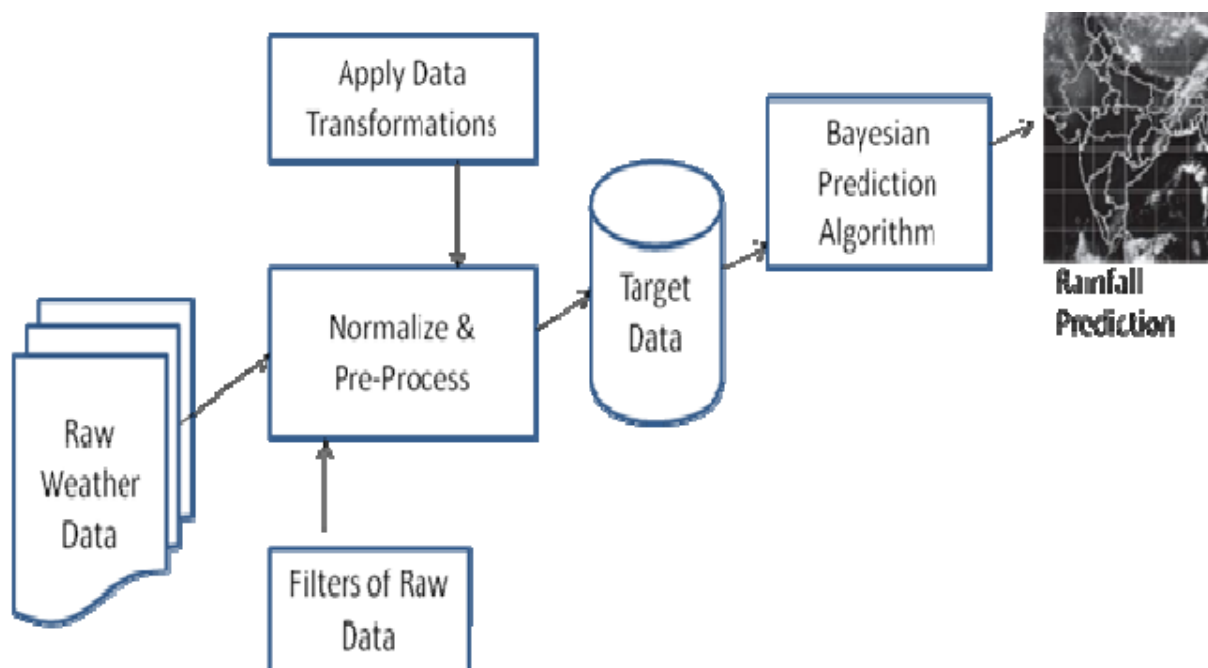 Apply Data
Transformations
Bayesian
Prediction
Algorithm
Rainfall
Prediction
Target
Data
Normalize &
Pre-Process
Raw
Weather
Data
Filters of Raw
Data